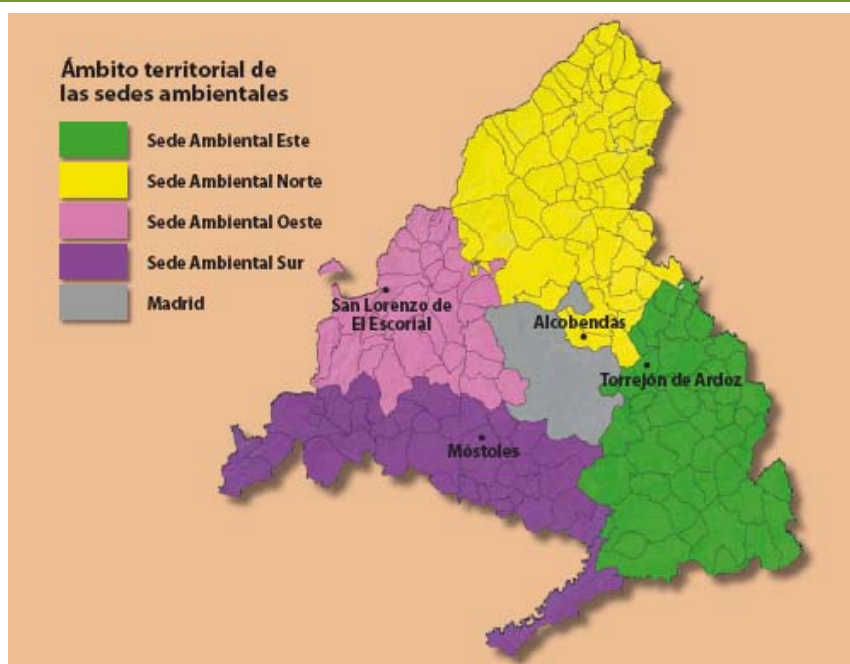 Ámbito territorial de
las sedes ambientales
Sede Ambiental Este
Sede Ambiental Norte
Sede Ambiental Oeste
Sede Ambiental Sur
Madrid
San Lorenzo de
El Escorial
Alcobendas
Torrejón de Ardoz
Móstoles